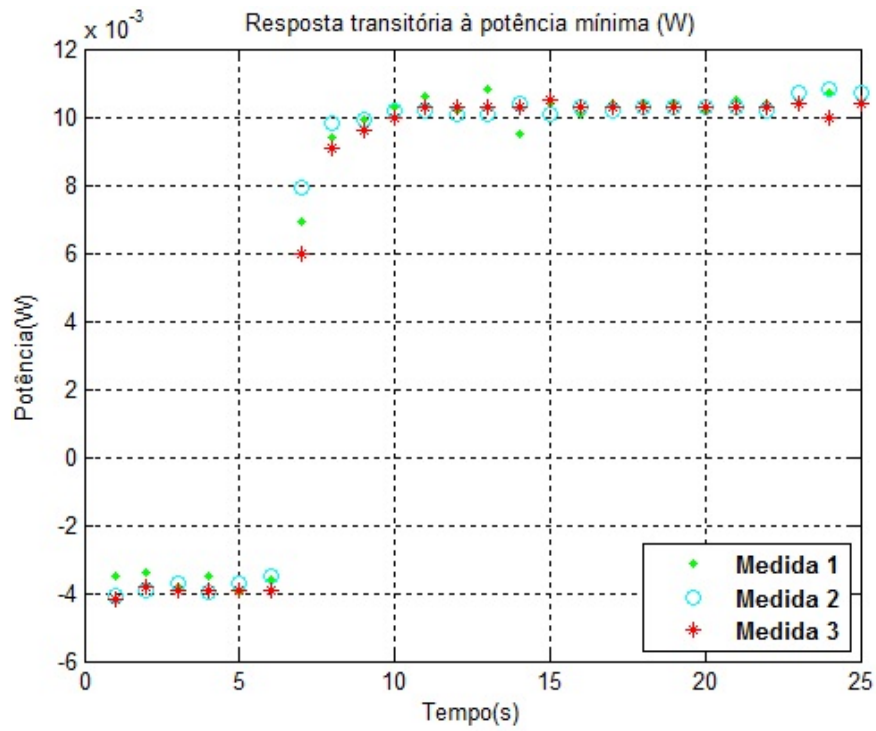 Resposta transitória à potência mínima (W)
x 10⁻³
12
10
8
6
4
2
0
-2
-4
-6
Potência(W)
0
5
10
15
20
25
Tempo(s)
Medida 1
Medida 2
Medida 3